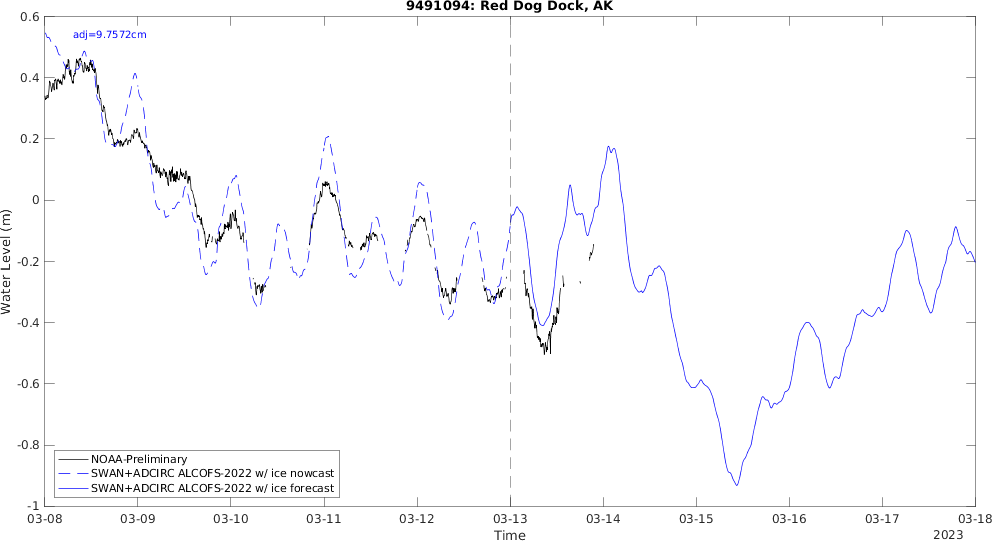 9491094: Red Dog Dock, AK
adj=9.7572cm
0.6
0.4
0.2
0
-0.2
-0.4
-0.6
-0.8
-1
Water Level (m)
NOAA-Preliminary
SWAN+ADCIRC ALCOFS-2022 w/ ice nowcast
SWAN+ADCIRC ALCOFS-2022 w/ ice forecast
03-08 03-09 03-10 03-11 03-12 03-13 03-14 03-15 03-16 03-17 03-18
Time
2023